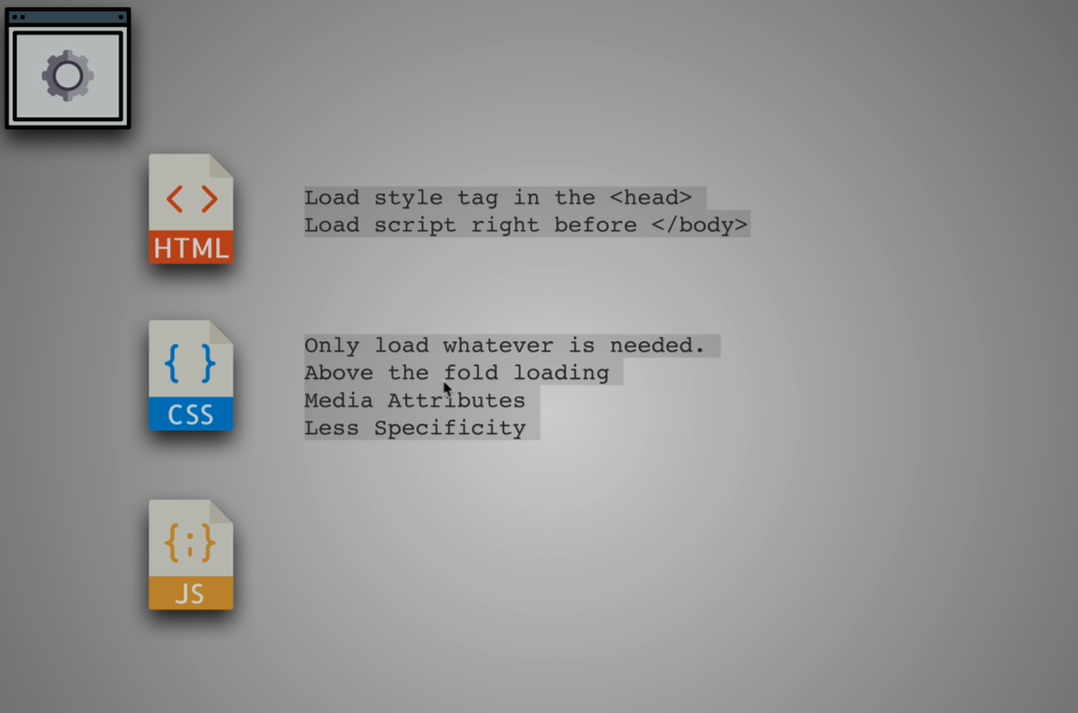 HTML
Load style tag in the <head>
Load script right before </body>
CSS
Only load whatever is needed.
Above the fold loading
Media Attributes
Less Specificity
JS